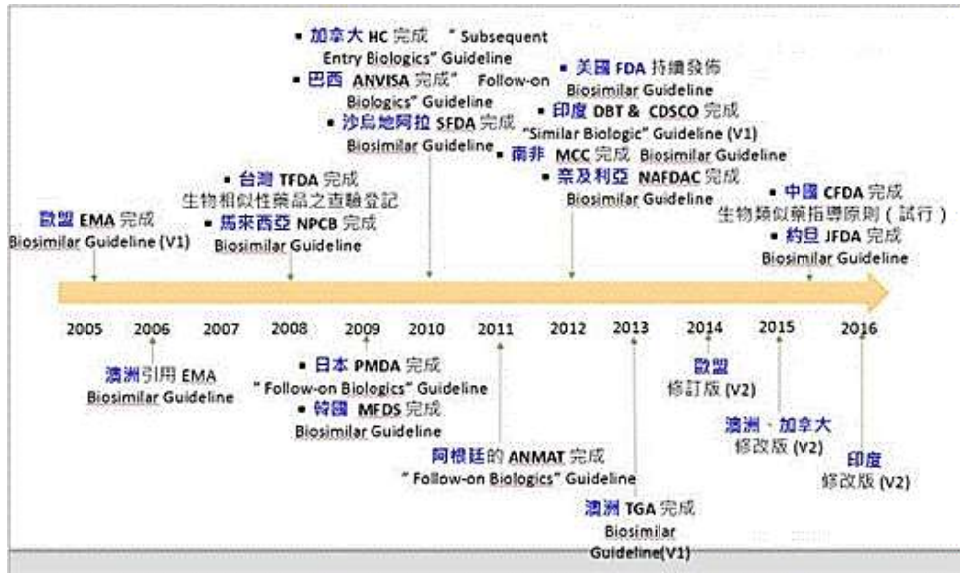 ▪ 加拿大 HC 完成 “ Subsequent
Entry Biologics” Guideline
▪ 巴西 ANVISA 完成” Follow-on
Biologics” Guideline
▪ 沙烏地阿拉 SFDA 完成
Biosimilar Guideline
▪ 美國 FDA 持續發佈
Biosimilar Guideline
▪ 印度 DBT & CDSCO 完成
“Similar Biologic” Guideline (V1)
▪ 南非 MCC 完成 Biosimilar Guideline
▪ 奈及利亞 NAFDAC 完成
Biosimilar Guideline
▪ 台灣 TFDA 完成
生物相似性藥品之查驗登記
▪ 馬來西亞 NPCB 完成
Biosimilar Guideline
歐盟 EMA 完成
Biosimilar Guideline (V1)
▪ 中國 CFDA 完成
生物類似藥指導原則（試行）
▪ 約旦 JFDA 完成
Biosimilar Guideline
2005 2006 2007 2008 2009 2010 2011 2012 2013 2014 2015 2016
澳洲引用 EMA
Biosimilar Guideline
▪ 日本 PMDA 完成
“ Follow-on Biologics” Guideline
▪ 韓國 MFDS 完成
Biosimilar Guideline
阿根廷的 ANMAT 完成
“ Follow-on Biologics” Guideline
澳洲 TGA 完成
Biosimilar
Guideline(V1)
歐盟
修訂版 (V2)
澳洲、加拿大
修改版 (V2)
印度
修改版 (V2)